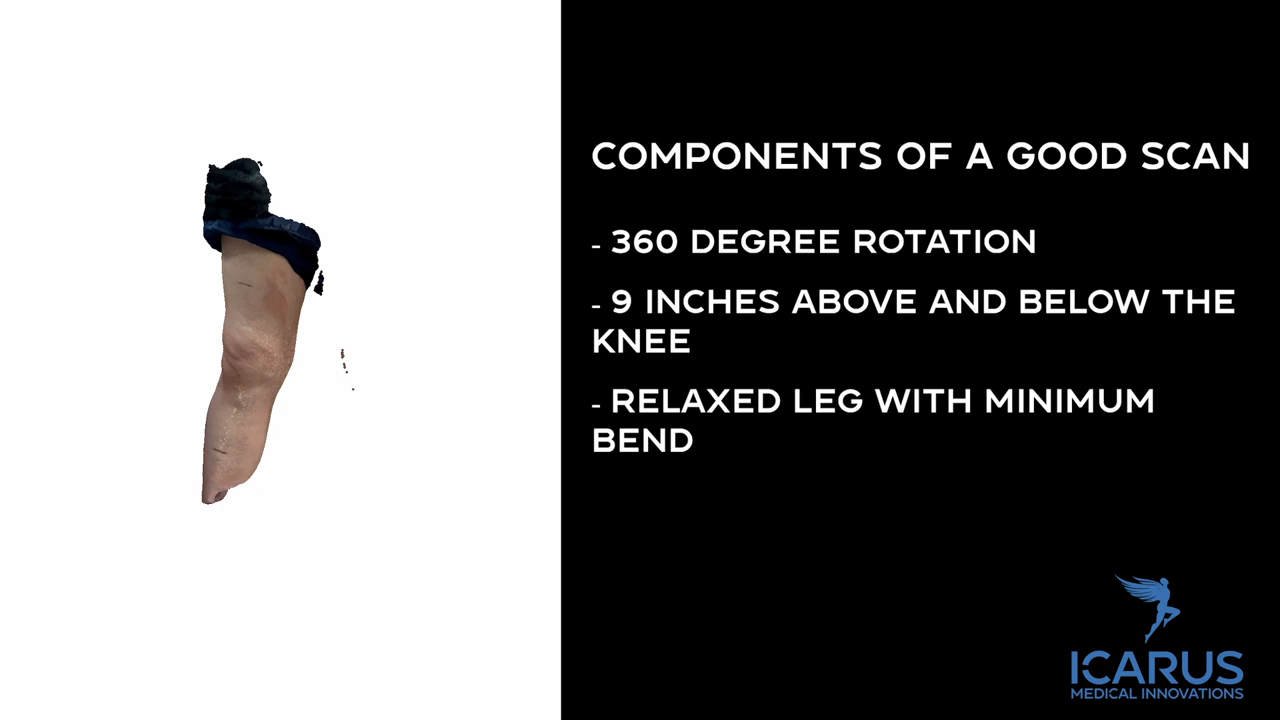 COMPONENTS OF A GOOD SCAN
- 360 DEGREE ROTATION
- 9 INCHES ABOVE AND BELOW THE
KNEE
- RELAXED LEG WITH MINIMUM
BEND
ICARUS
MEDICAL INNOVATIONS